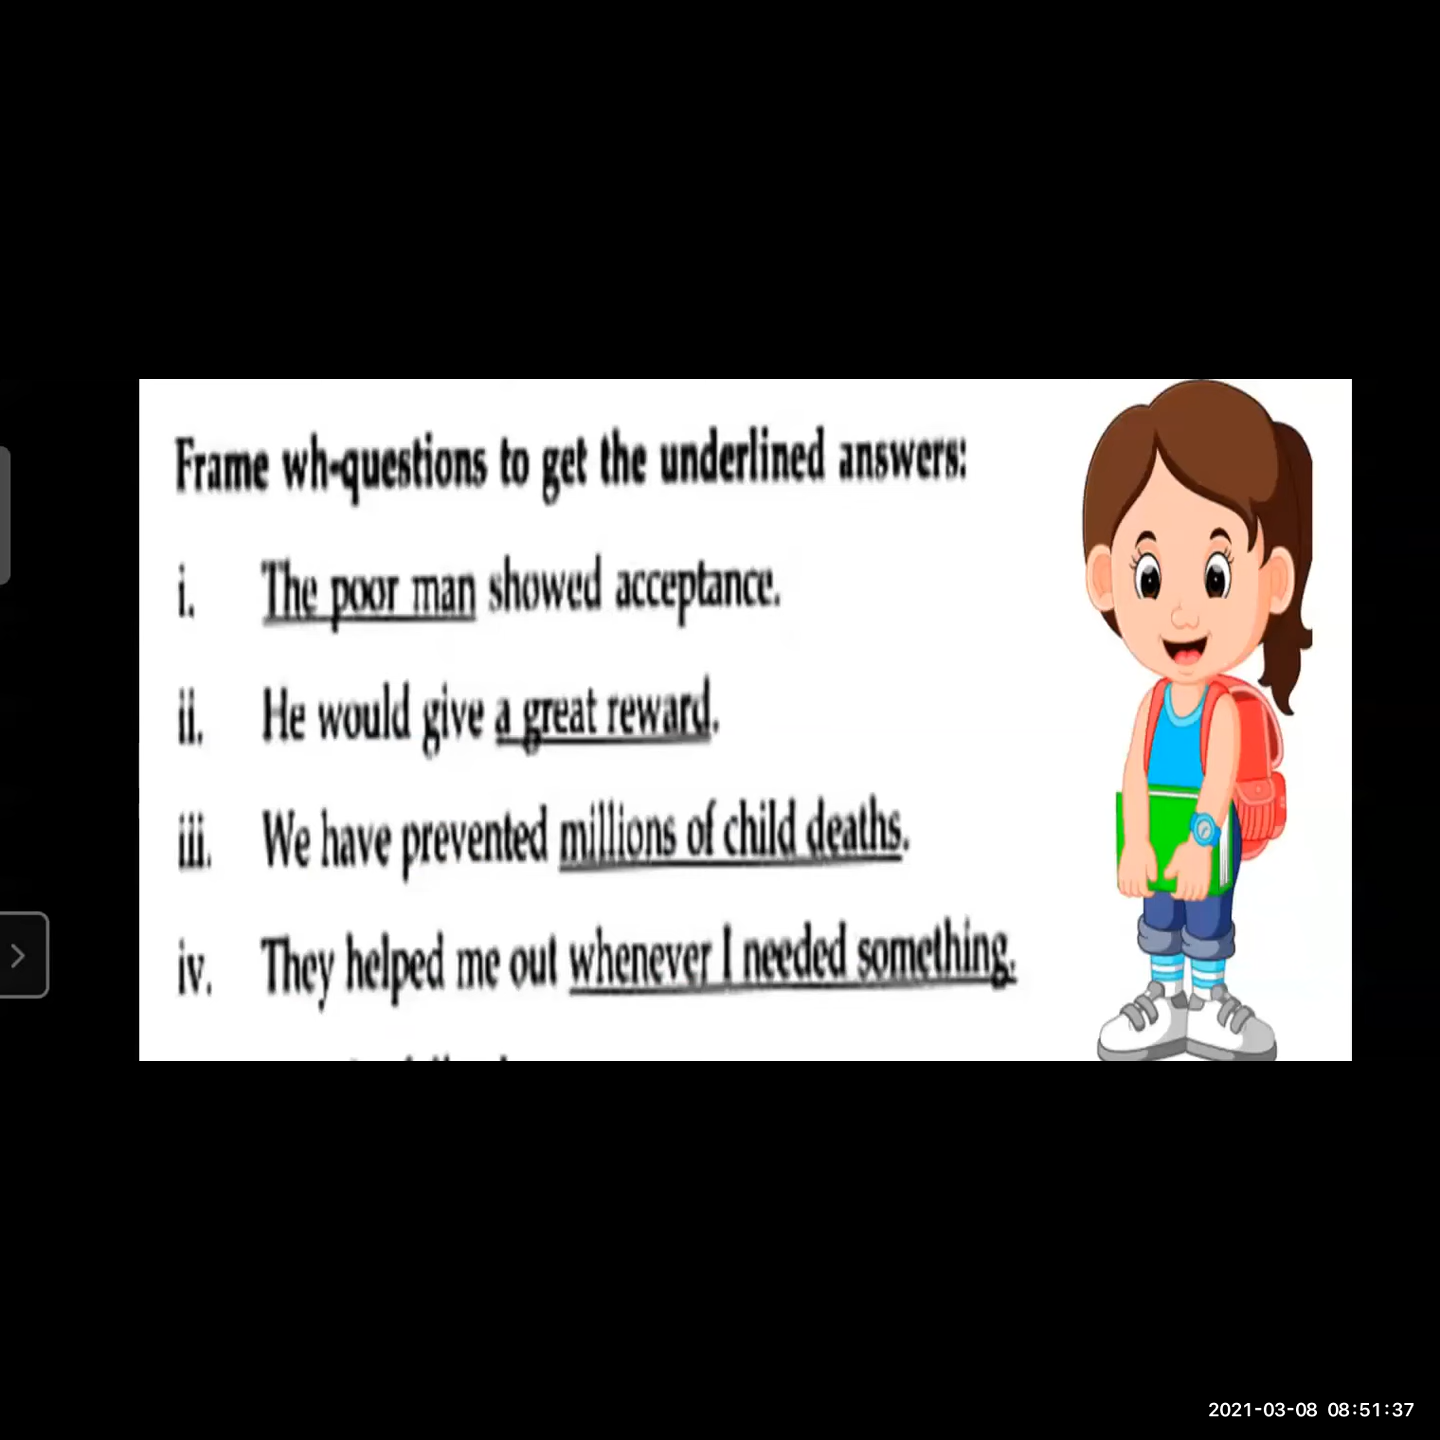 Frame wh-questions to get the underlined answers:
i. The poor man showed acceptance.
ii. He would give a great reward.
iii. We have prevented millions of child deaths.
iv. They helped me out whenever I needed something.
2021-03-08 08:51:37